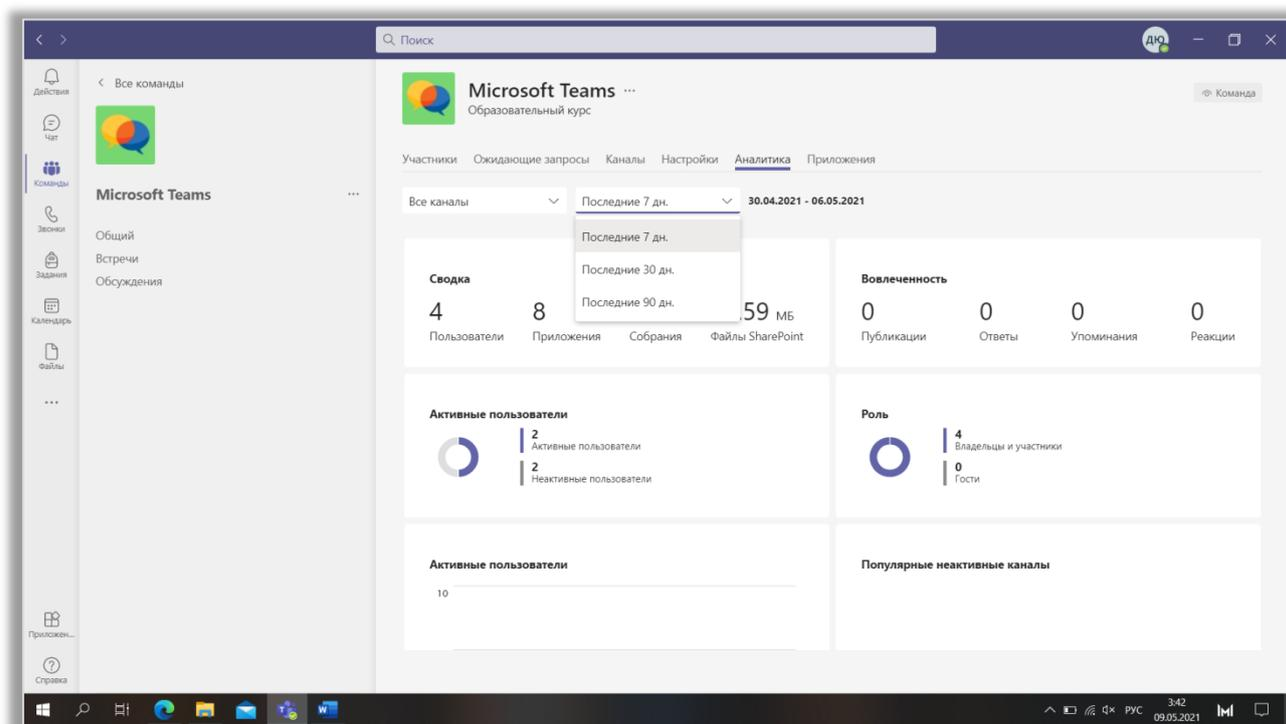 Поиск
ДЮ
Действия
Чат
Команды
Звонки
Задания
Календарь
Файлы
Приложен...
Справка
Все команды
Microsoft Teams
Общий
Встречи
Обсуждения
Microsoft Teams
Образовательный курс
Команда
Участники Ожидающие запросы Каналы Настройки Аналитика Приложения
Все каналы
Последние 7 дн.
30.04.2021 - 06.05.2021
Последние 7 дн.
Последние 30 дн.
Последние 90 дн.
Сводка
4 8 .59 МБ
Пользователи Приложения Собрания Файлы SharePoint
Вовлеченность
0 0 0 0
Публикации Ответы Упоминания Реакции
Активные пользователи
2
Активные пользователи
2
Неактивные пользователи
Роль
4
Владельцы и участники
0
Гости
Активные пользователи
10
Популярные неактивные каналы
РУС
3:42
09.05.2021